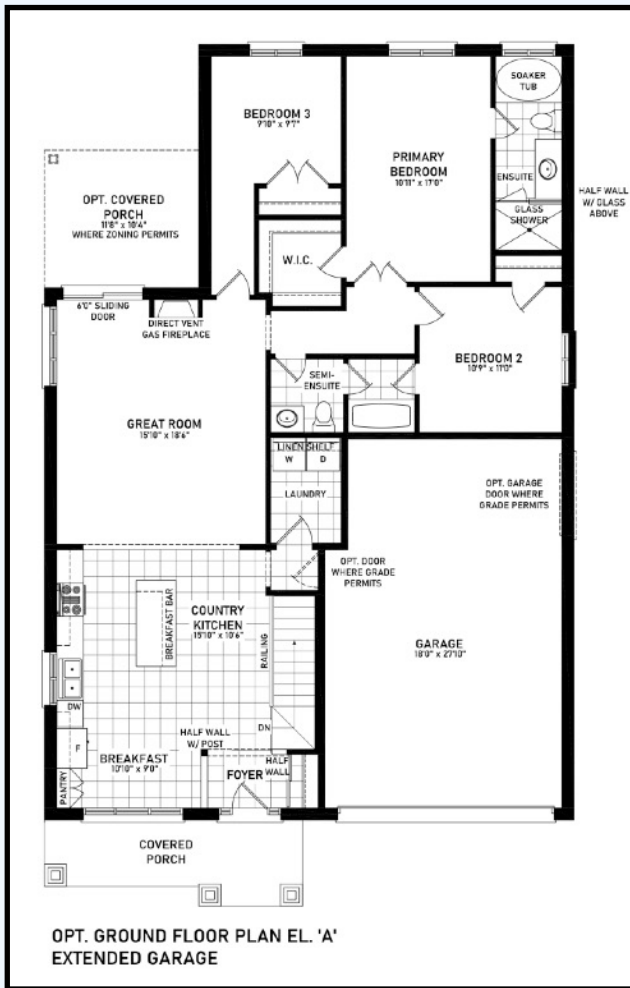 SOAKER
TUB
BEDROOM 3
9'10" x 9'7"
PRIMARY
BEDROOM
10'11" x 17'0"
ENSUITE
HALF WALL
W/ GLASS
ABOVE
GLASS
SHOWER
OPT. COVERED
PORCH
11'8" x 10'4"
WHERE ZONING PERMITS
W.I.C.
6'0" SLIDING
DOOR
DIRECT VENT
GAS FIREPLACE
BEDROOM 2
10'9" x 11'0"
SEMI-
ENSUITE
GREAT ROOM
15'10" x 18'6"
LINEN SHELF
W
D
LAUNDRY
OPT. GARAGE
DOOR WHERE
GRADE PERMITS
OPT. DOOR
WHERE GRADE
PERMITS
COUNTRY
KITCHEN
15'10" x 10'6"
BREAKFAST BAR
RAILING
GARAGE
18'0" x 27'10"
DW
F
DN
HALF WALL
W/ POST
BREAKFAST
10'10" x 9'0"
PANTRY
FOYER
HALF
WALL
COVERED
PORCH
OPT. GROUND FLOOR PLAN EL. 'A'
EXTENDED GARAGE